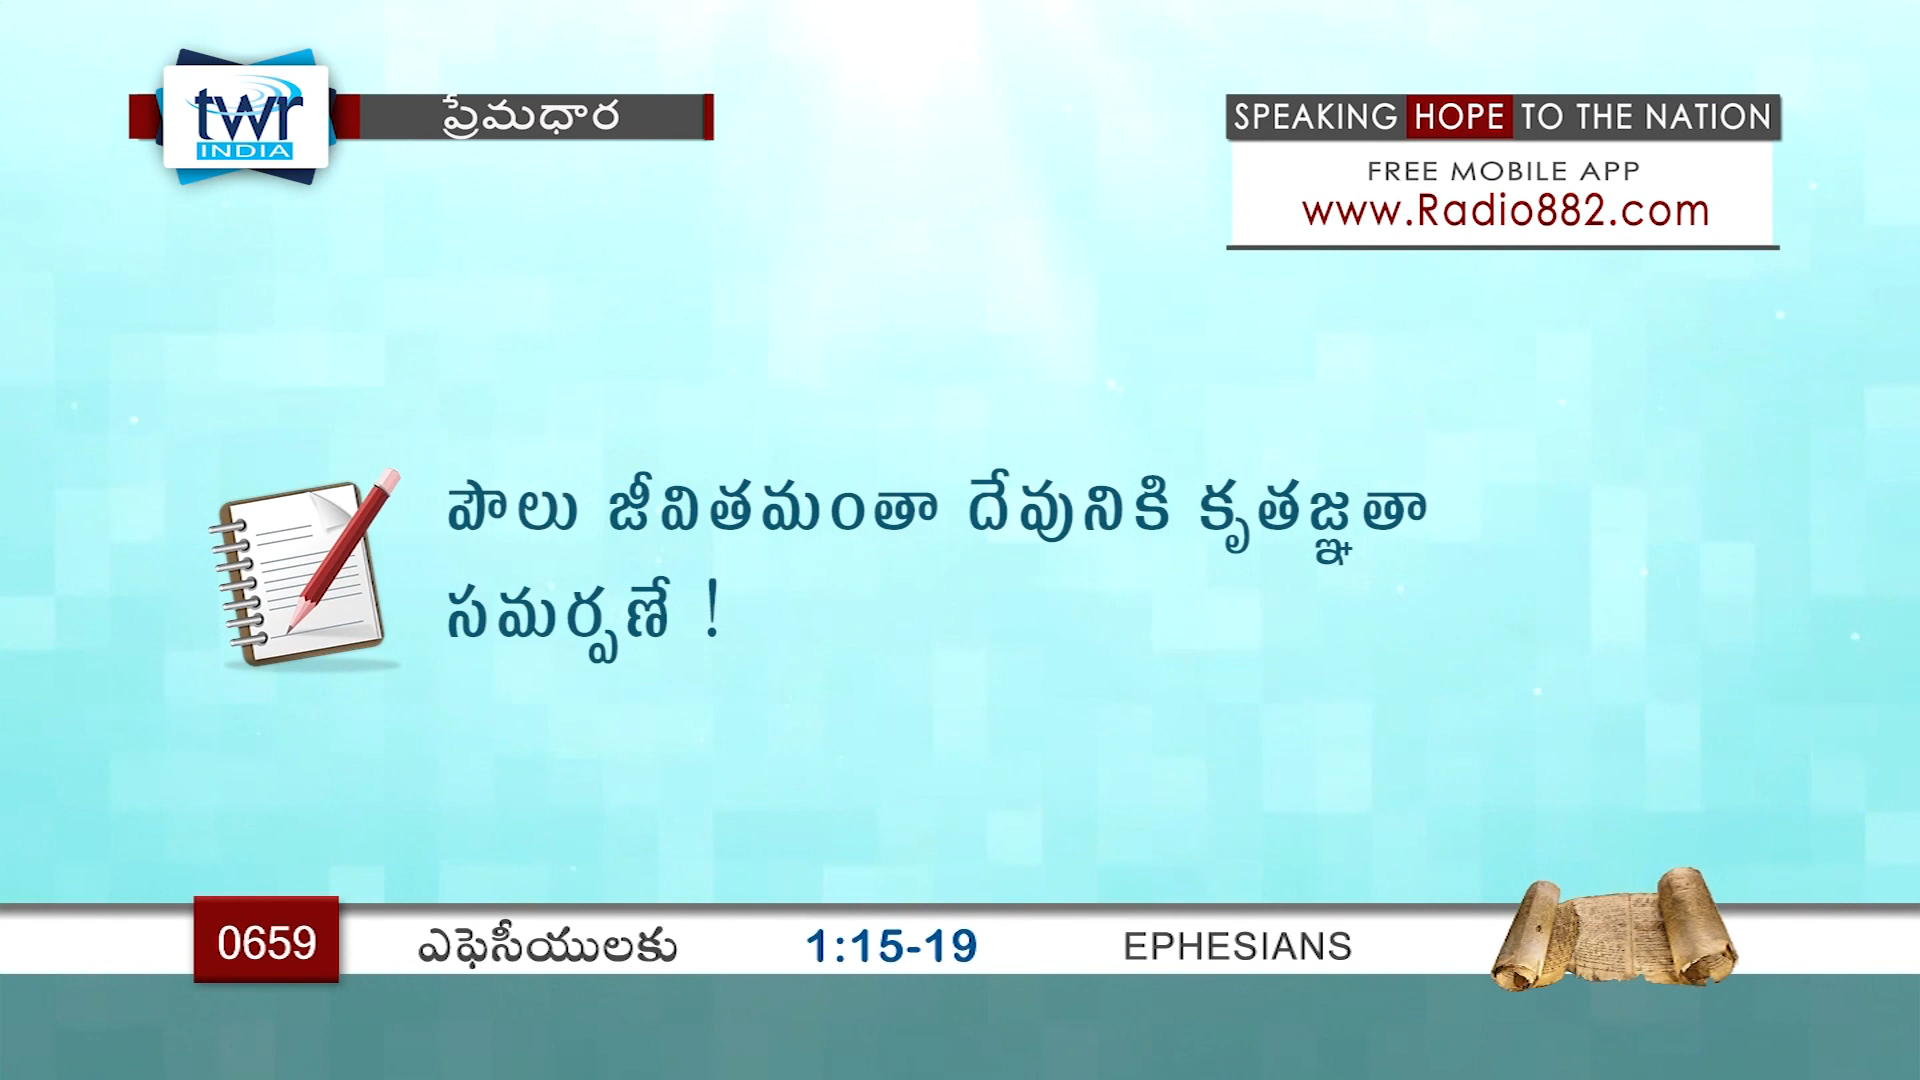 twr
INDIA
ప్రేమధార
SPEAKING HOPE TO THE NATION
FREE MOBILE APP
www.Radio882.com
పౌలు జీవితమంతా దేవునికి కృతజ్ఞతా
సమర్పణే !
0659 ఎఫెసీయులకు 1:15-19 EPHESIANS